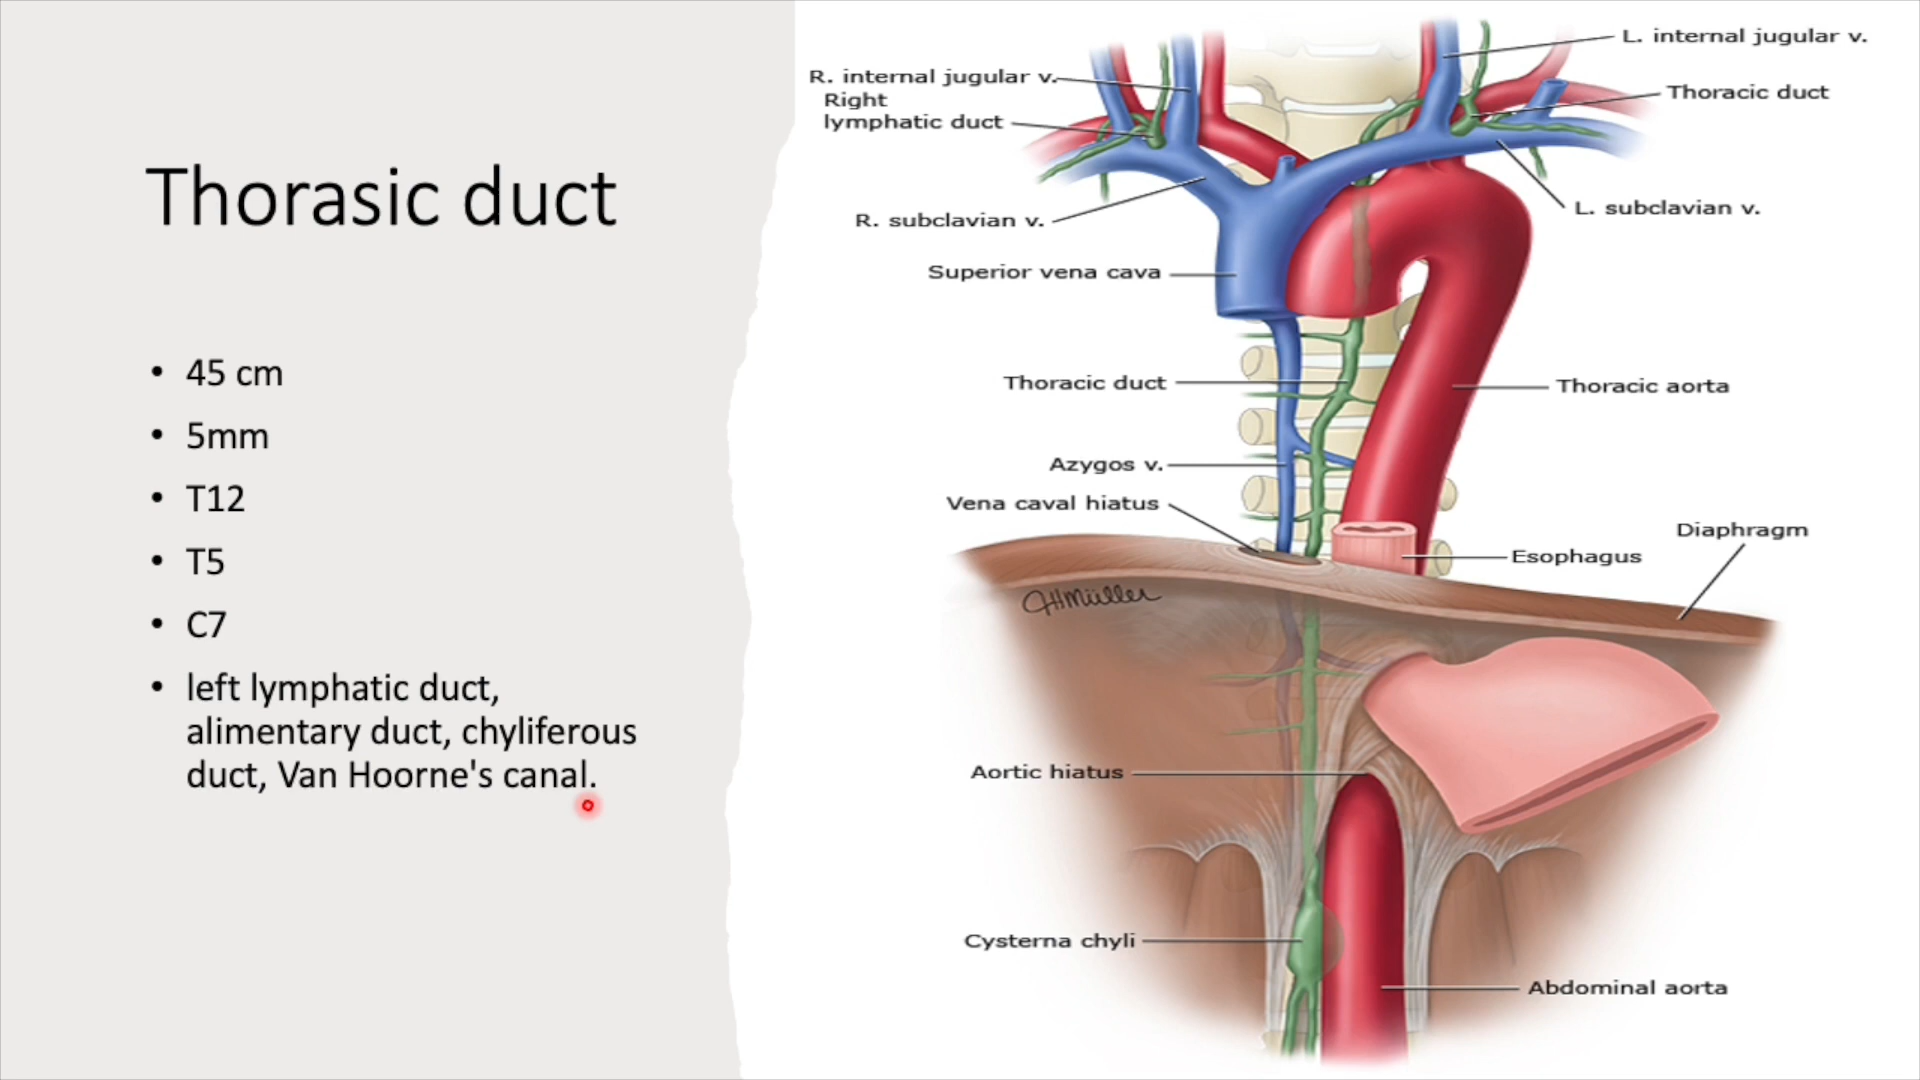 Thorasic duct
• 45 cm
• 5mm
• T12
• T5
• C7
• left lymphatic duct,
alimentary duct, chyliferous
duct, Van Hoorne's canal.
L. internal jugular v.
R. internal jugular v.
Right
lymphatic duct
Thoracic duct
R. subclavian v.
L. subclavian v.
Superior vena cava
Thoracic duct
Thoracic aorta
Azygos v.
Vena caval hiatus
Diaphragm
Esophagus
JHMüller
Aortic hiatus
Cysterna chyli
Abdominal aorta